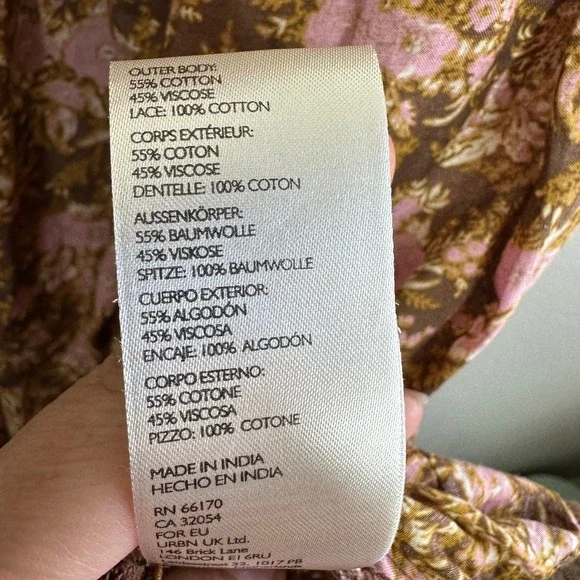 OUTER BODY:
55% COTTON
45% VISCOSE
LACE: 100% COTTON
CORPS EXTÉRIEUR:
55% COTON
45% VISCOSE
DENTELLE: 100% COTON
AUSSENKÖRPER:
55% BAUMWOLLE
45% VISKOSE
SPITZE: 100% BAUMWOLLE
CUERPO EXTERIOR:
55% ALGODÓN
45% VISCOSA
ENCAJE: 100% ALGODÓN
CORPO ESTERNO:
55% COTONE
45% VISCOSA
PIZZO: 100% COTONE
MADE IN INDIA
HECHO EN INDIA
RN 66170
CA 32054
FOR EU
URBN UK Ltd.
146 Brick Lane
LONDON E1 6RU
32, 1017 PB